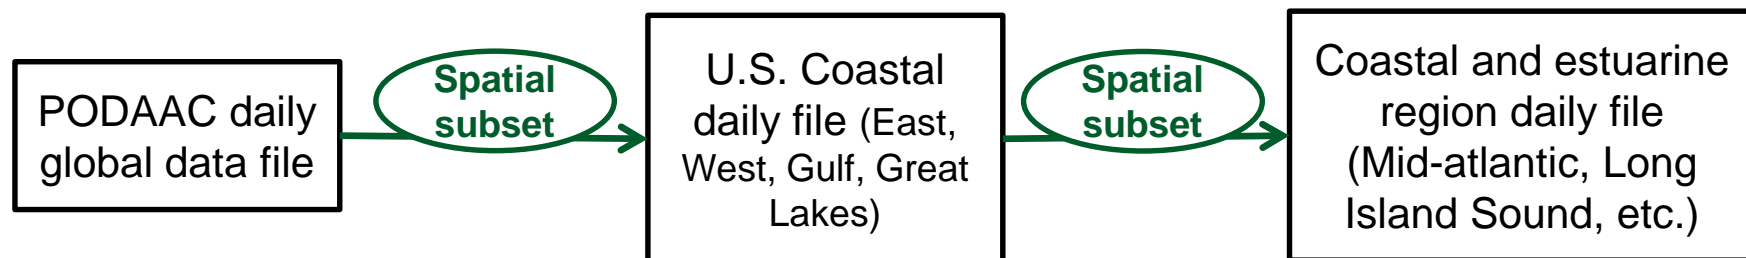 PODAAC daily
global data file
Spatial
subset
U.S. Coastal
daily file (East,
West, Gulf, Great
Lakes)
Spatial
subset
Coastal and estuarine
region daily file
(Mid-atlantic, Long
Island Sound, etc.)